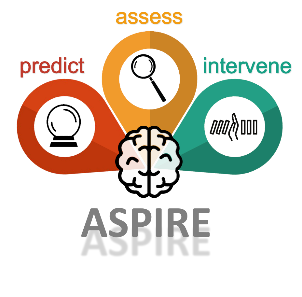 assess
predict
intervene
ASPIRE